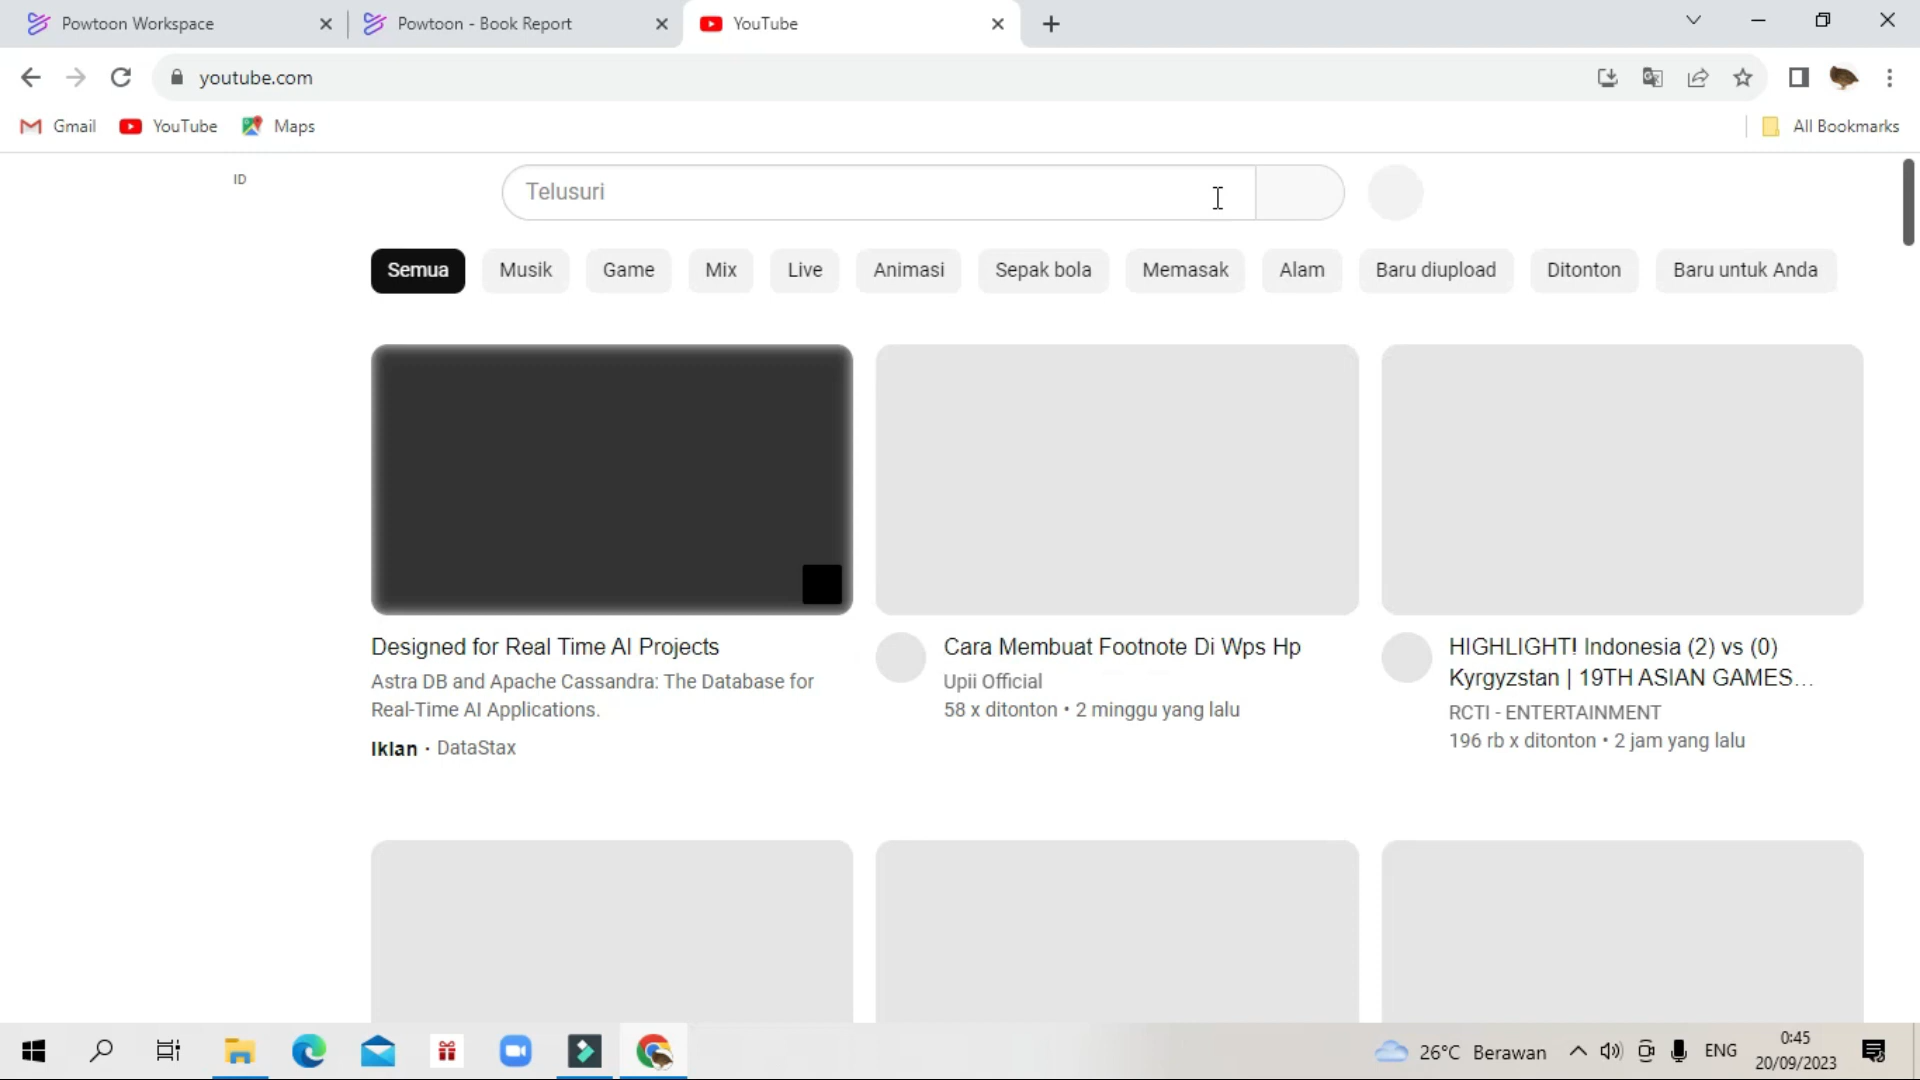 Powtoon Workspace
Powtoon - Book Report
YouTube
youtube.com
Gmail
YouTube
Maps
All Bookmarks
ID
Telusuri
Semua
Musik
Game
Mix
Live
Animasi
Sepak bola
Memasak
Alam
Baru diupload
Ditonton
Baru untuk Anda
Designed for Real Time AI Projects
Astra DB and Apache Cassandra: The Database for
Real-Time AI Applications.
Iklan · DataStax
Cara Membuat Footnote Di Wps Hp
Upii Official
58 x ditonton • 2 minggu yang lalu
HIGHLIGHT! Indonesia (2) vs (0)
Kyrgyzstan | 19TH ASIAN GAMES…
RCTI - ENTERTAINMENT
196 rb x ditonton • 2 jam yang lalu
26°C Berawan
ENG
0:45
20/09/2023